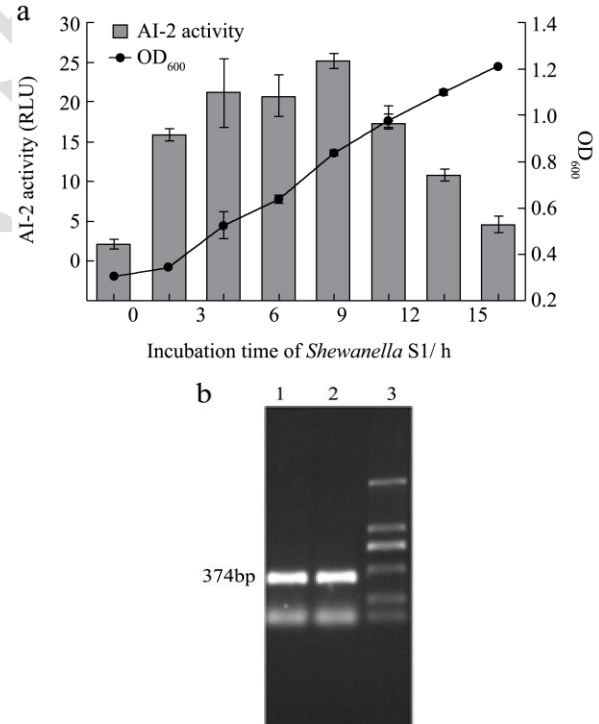 a
AI-2 activity
OD600
AI-2 activity (RLU)
30
25
20
15
10
5
0
1.4
1.2
1.0
0.8
0.6
0.4
0.2
OD600
0 3 6 9 12 15
Incubation time of Shewanella S1/ h
b
1 2 3
374bp